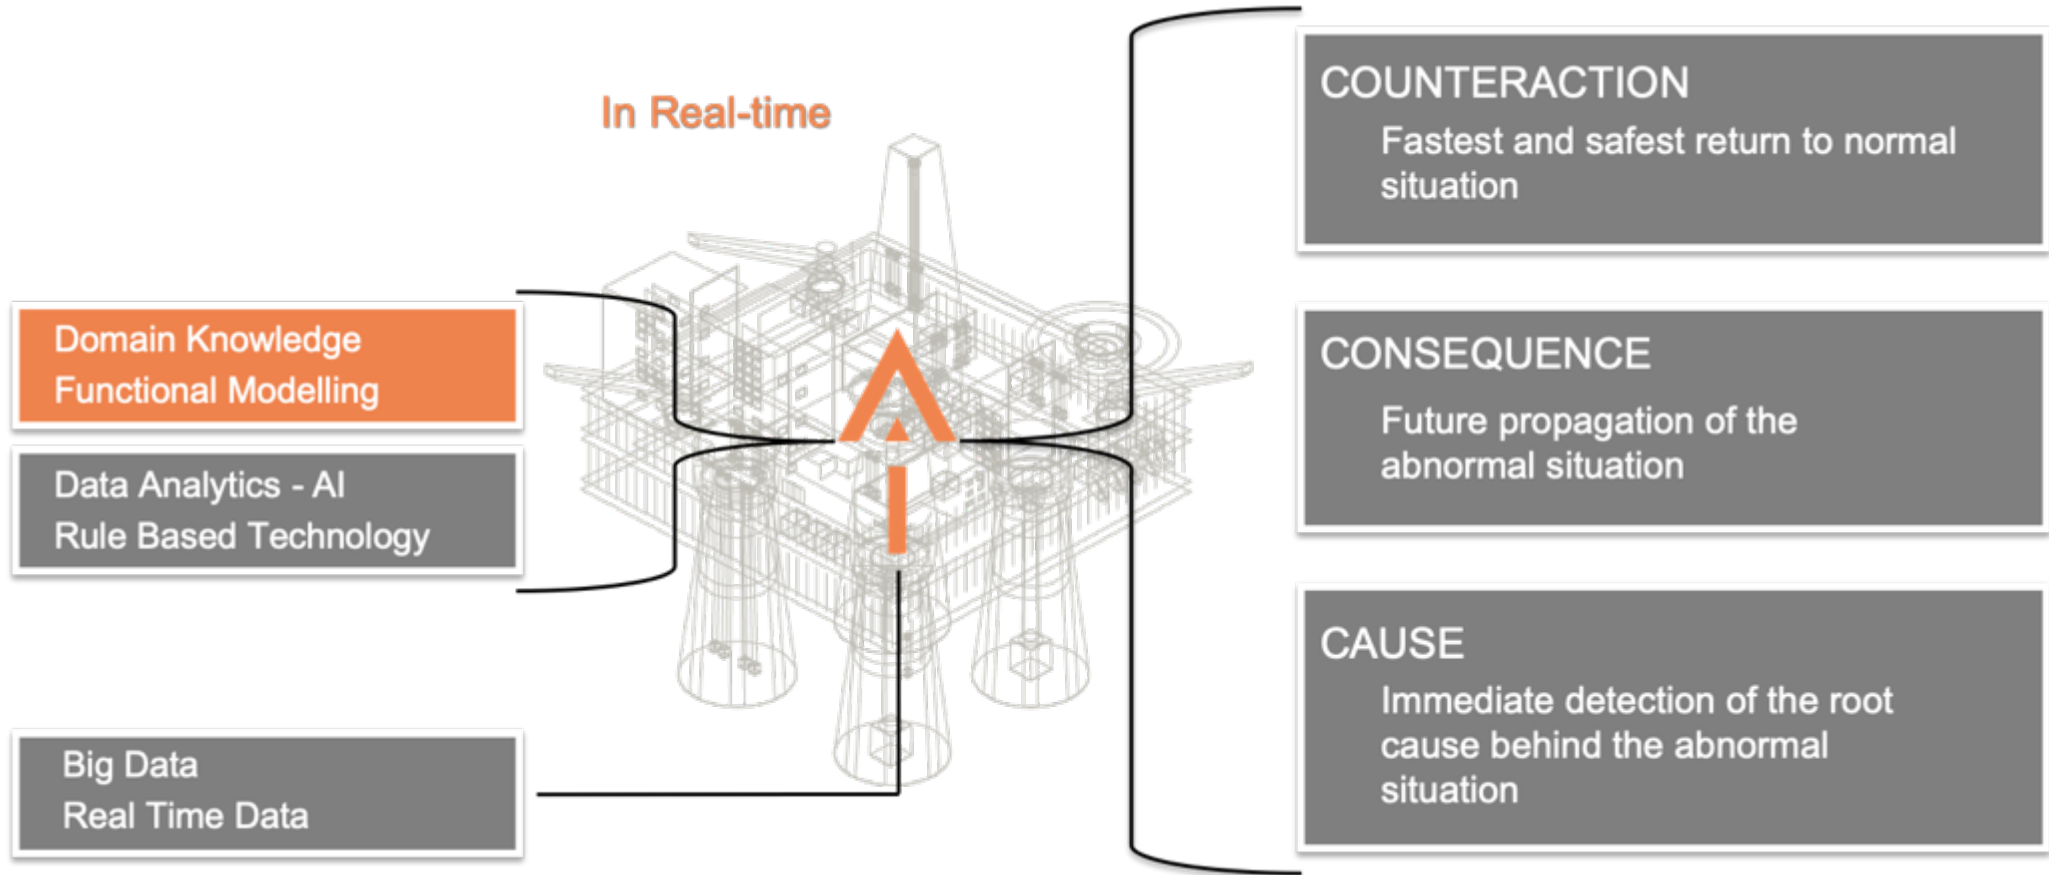 In Real-time
Domain Knowledge
Functional Modelling
Data Analytics - AI
Rule Based Technology
Big Data
Real Time Data
COUNTERACTION
Fastest and safest return to normal
situation
CONSEQUENCE
Future propagation of the
abnormal situation
CAUSE
Immediate detection of the root
cause behind the abnormal
situation